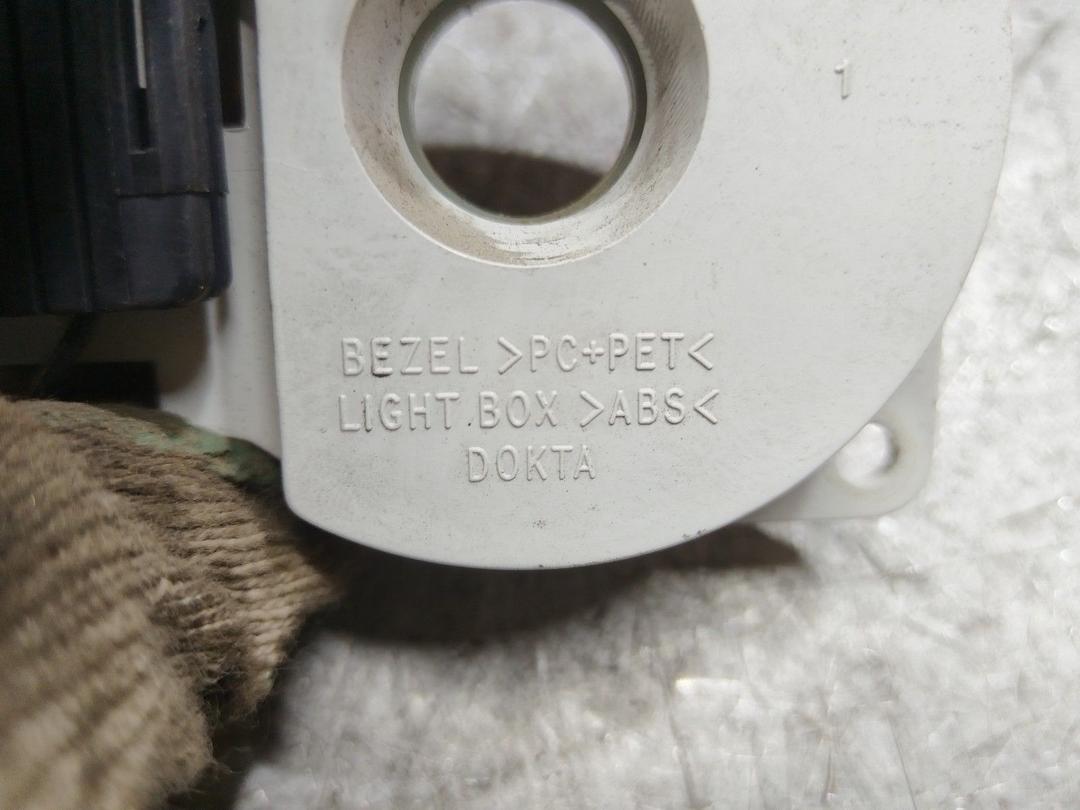 1
BEZEL >PC+PET<
LIGHT BOX >ABS<
DOKTA